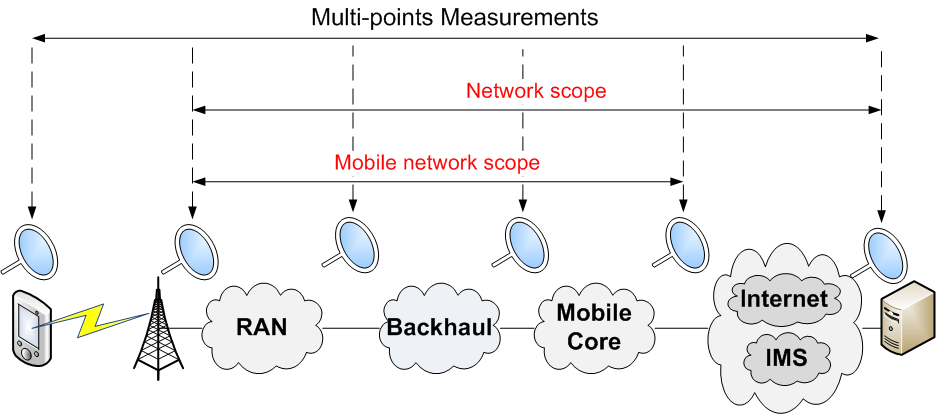 Multi-points Measurements
Network scope
Mobile network scope
RAN
Backhaul
Mobile
Core
Internet
IMS